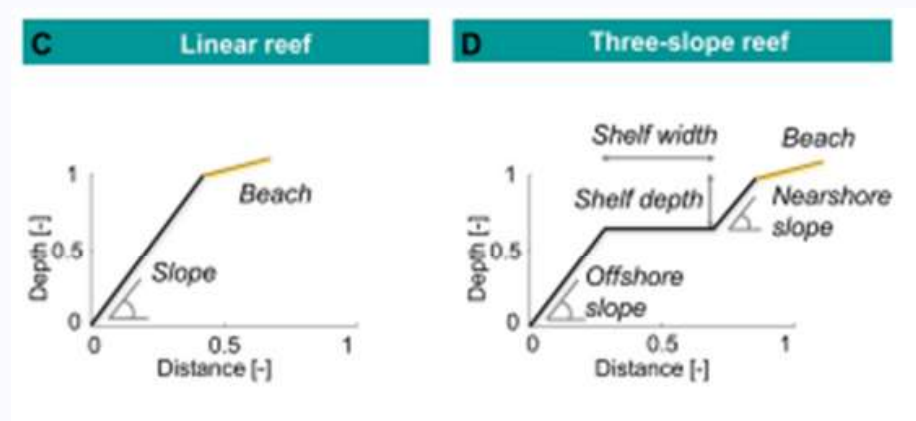 C Linear reef
1
Beach
Depth [-]
0.5
Slope
0
0 0.5 1
Distance [-]
D Three-slope reef
Shelf width
Beach
1
Shelf depth
Nearshore
slope
Depth [-]
0.5
Offshore
slope
0
0 0.5 1
Distance [-]